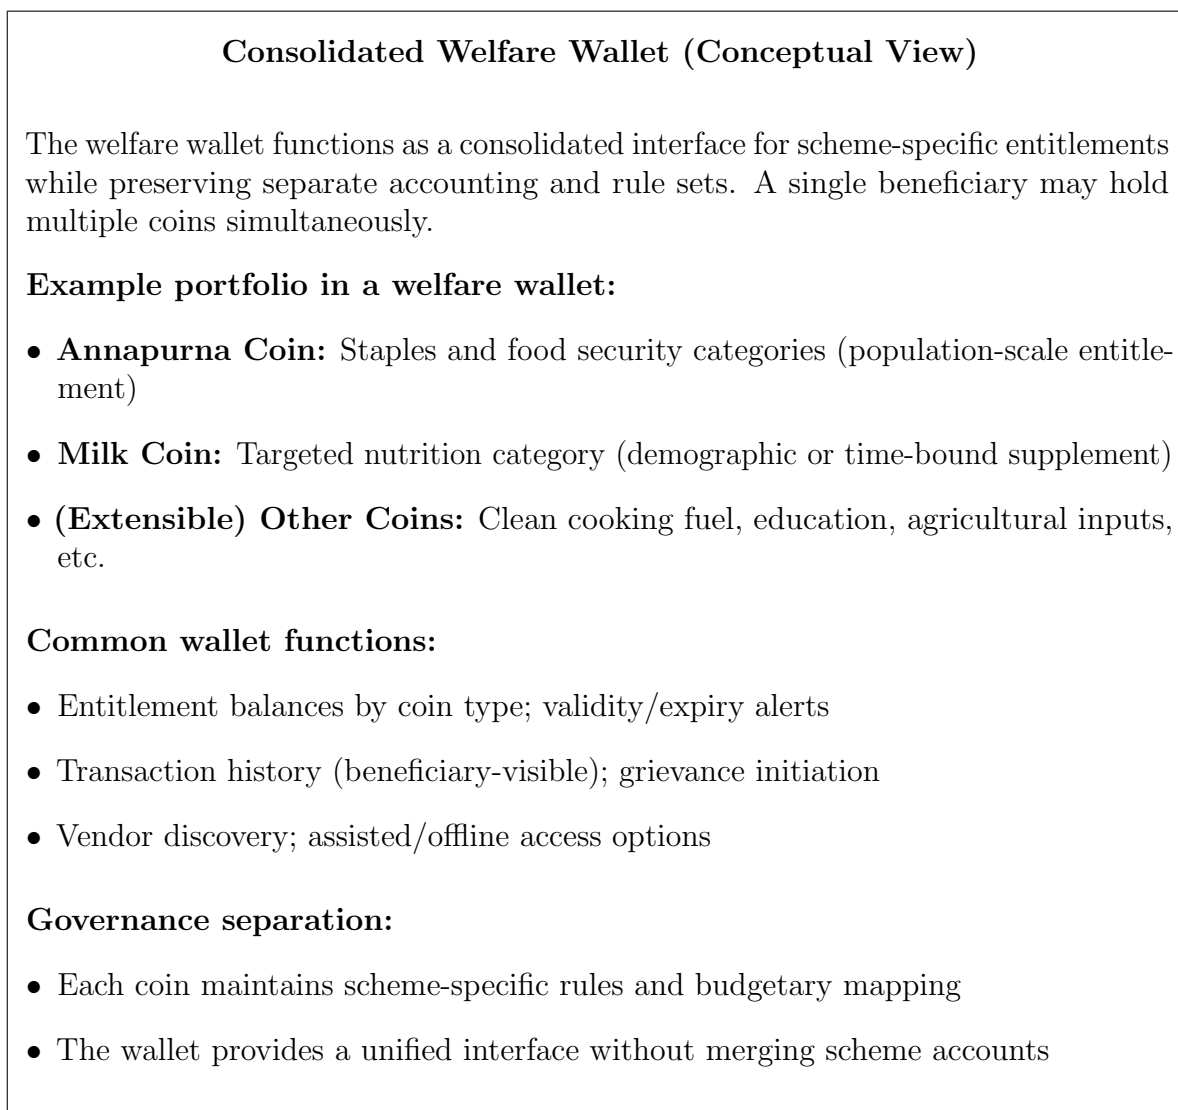 Consolidated Welfare Wallet (Conceptual View)
The welfare wallet functions as a consolidated interface for scheme-specific entitlements
while preserving separate accounting and rule sets. A single beneficiary may hold
multiple coins simultaneously.
Example portfolio in a welfare wallet:
• Annapurna Coin: Staples and food security categories (population-scale entitle-
ment)
• Milk Coin: Targeted nutrition category (demographic or time-bound supplement)
• (Extensible) Other Coins: Clean cooking fuel, education, agricultural inputs,
etc.
Common wallet functions:
• Entitlement balances by coin type; validity/expiry alerts
• Transaction history (beneficiary-visible); grievance initiation
• Vendor discovery; assisted/offline access options
Governance separation:
• Each coin maintains scheme-specific rules and budgetary mapping
• The wallet provides a unified interface without merging scheme accounts